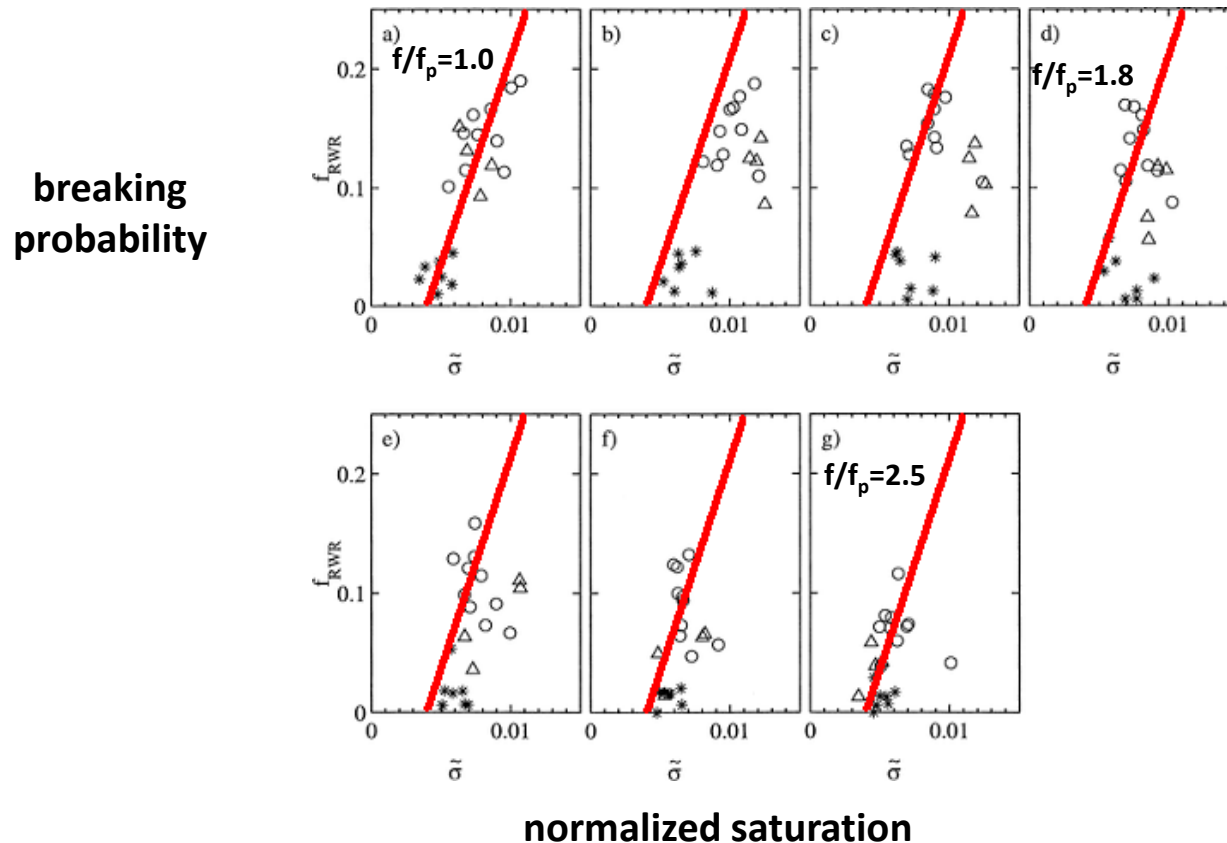 a)
f/fp=1.0
b)
c)
d)
f/fp=1.8
0.2
0.1
0
fRWR
breaking
probability
0 0.01 0 0.01 0 0.01 0 0.01
σ̃ σ̃ σ̃ σ̃
e)
f)
g)
f/fp=2.5
0.2
0.1
0
fRWR
0 0.01 0 0.01 0 0.01
σ̃ σ̃ σ̃
normalized saturation